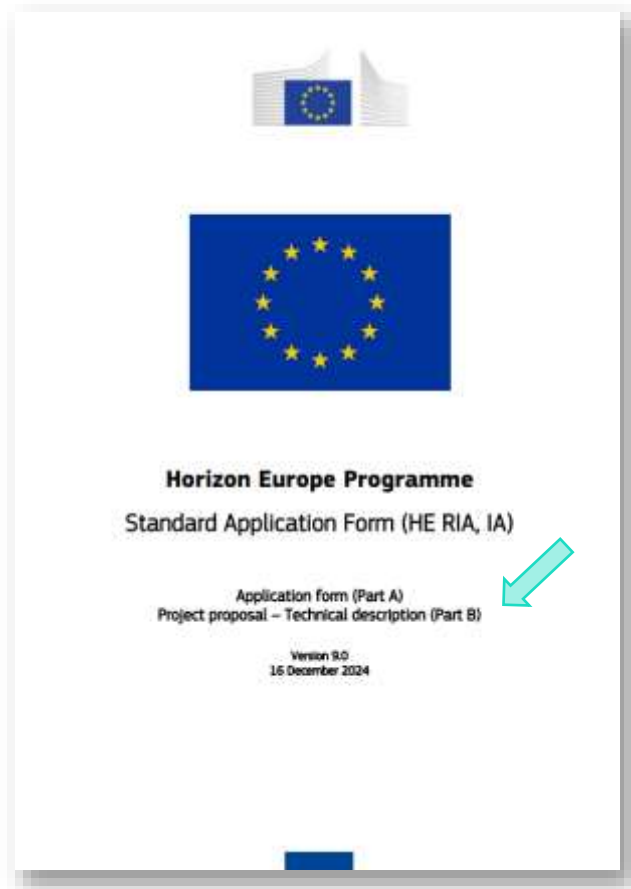 Horizon Europe Programme
Standard Application Form (HE RIA, IA)
Application form (Part A)
Project proposal – Technical description (Part B)
Version 9.0
16 December 2024